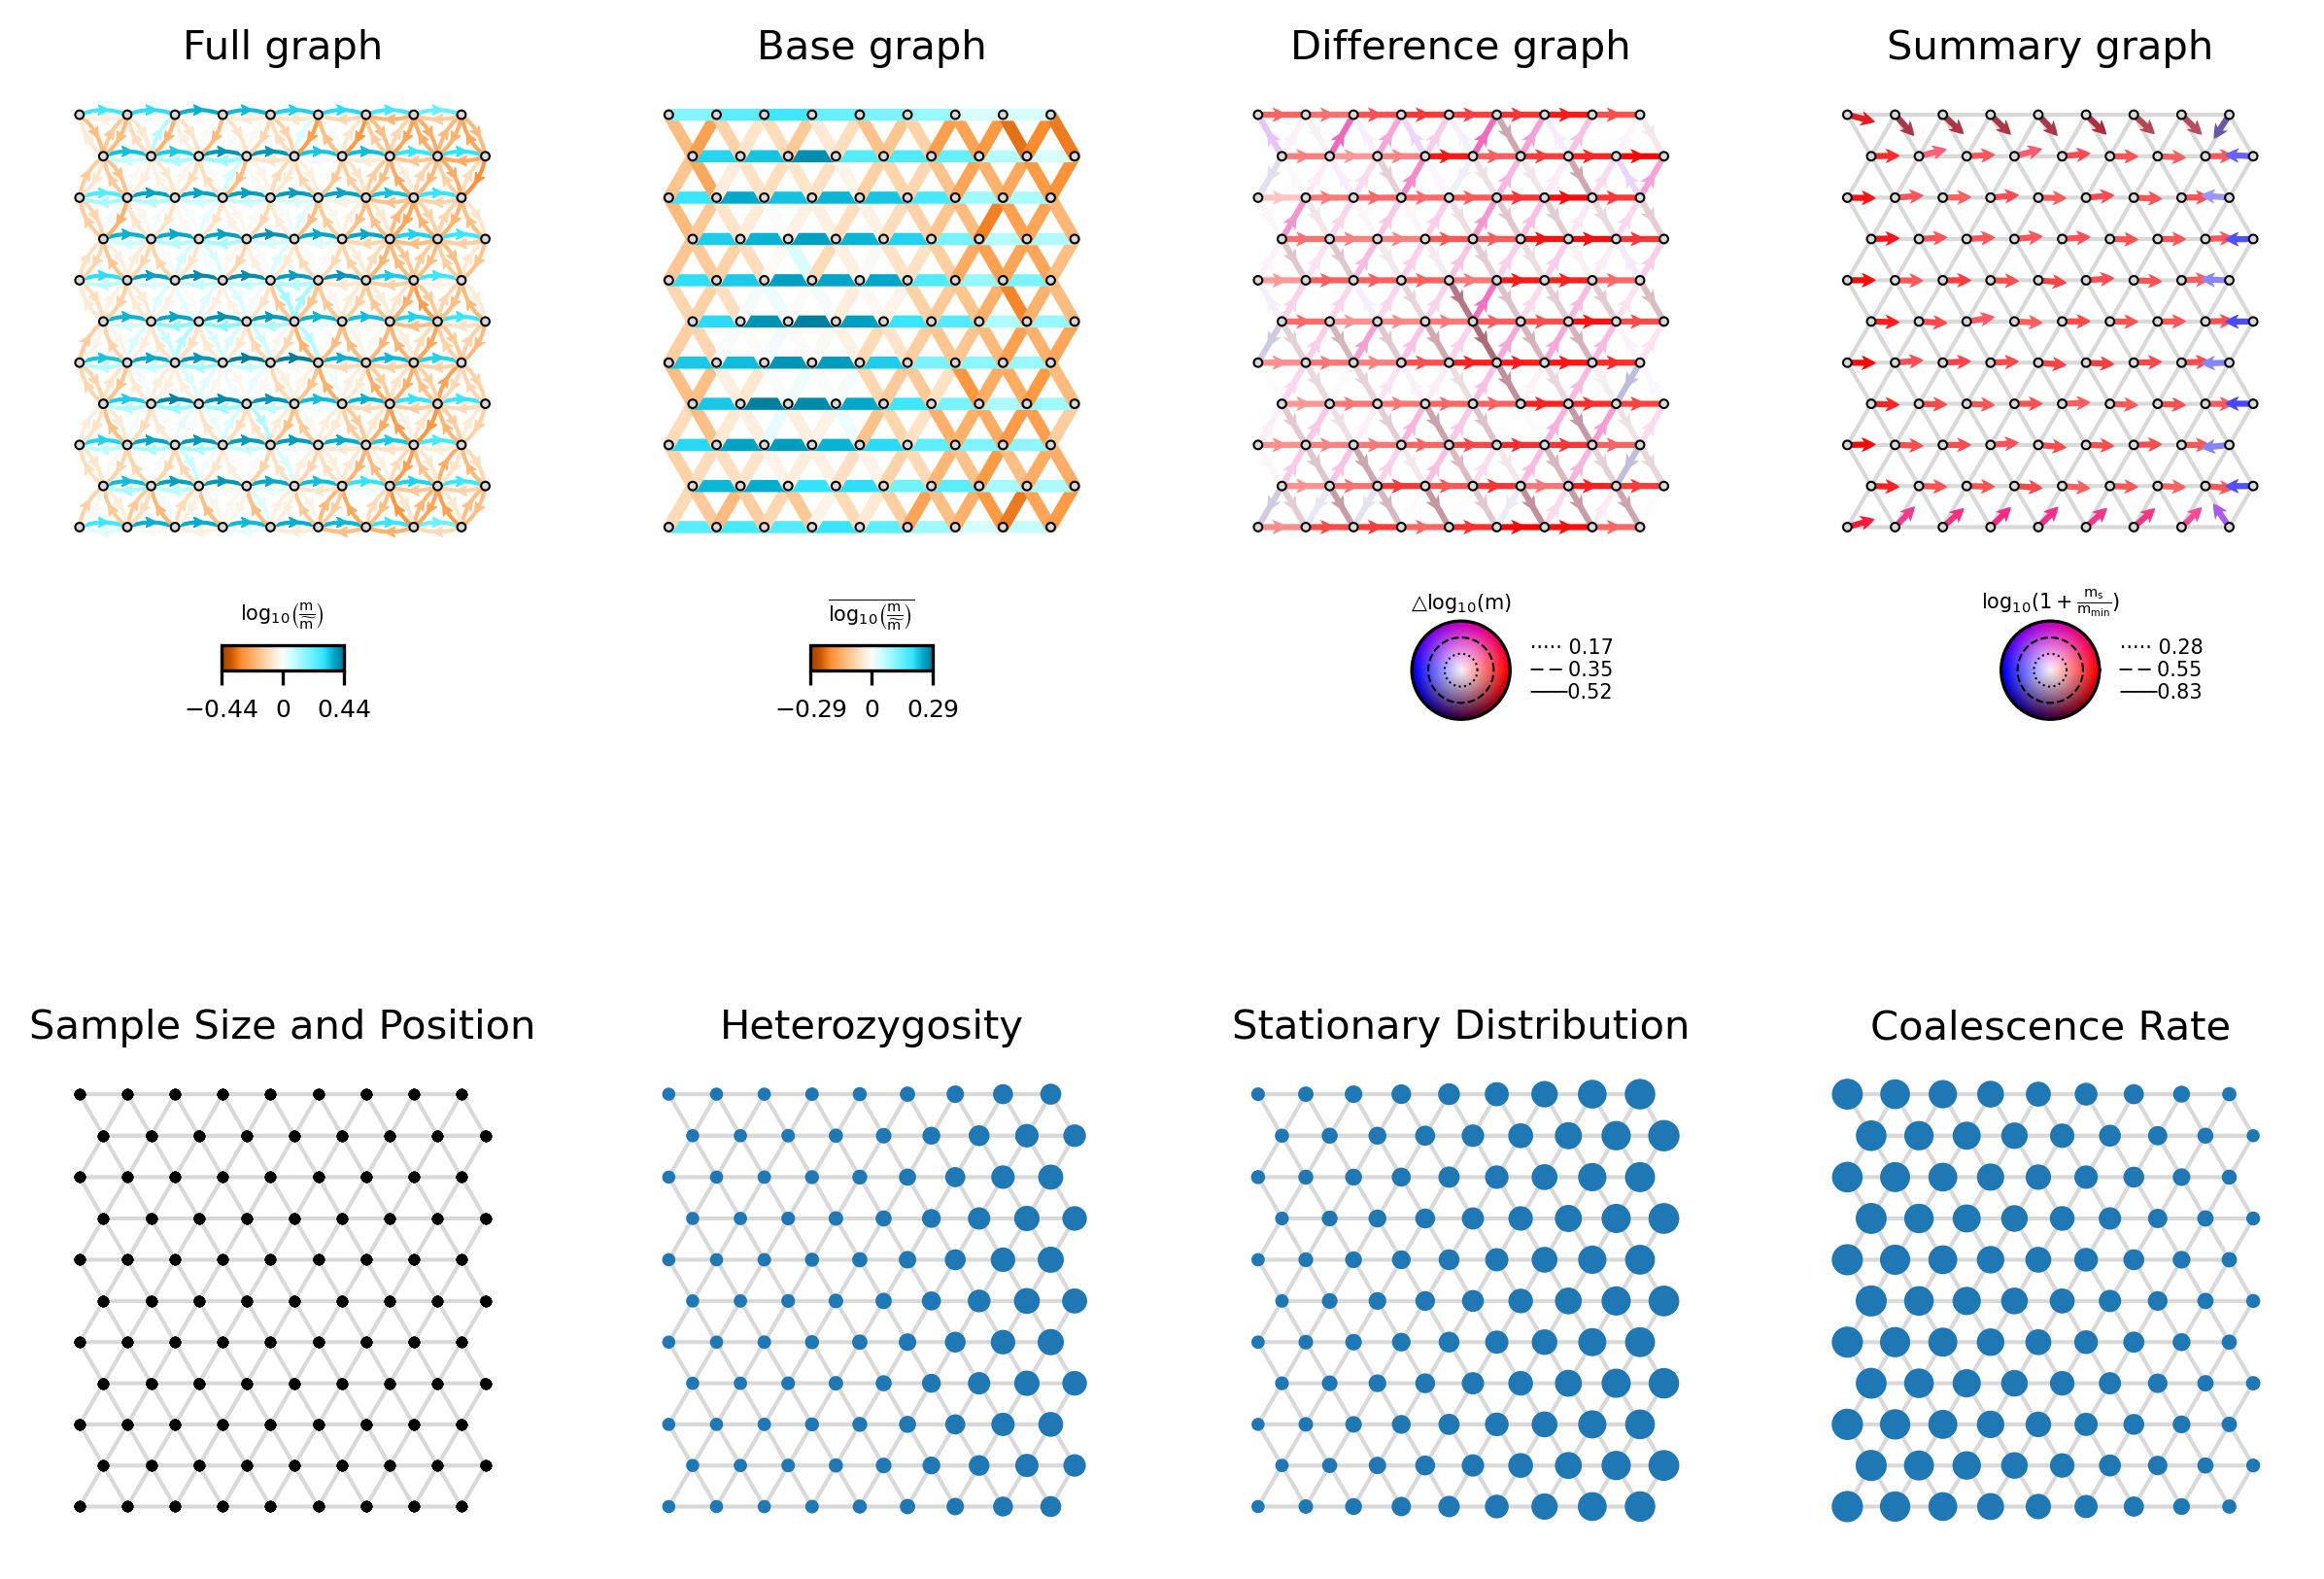 Full graph
Base graph
Difference graph
Summary graph
log₁₀(m/m̃)
−0.44 0 0.44
log₁₀(m/m̃)
−0.29 0 0.29
△log₁₀(m)
0.17
0.35
0.52
log₁₀(1 + mₛ/m_min)
0.28
0.55
0.83
Sample Size and Position
Heterozygosity
Stationary Distribution
Coalescence Rate